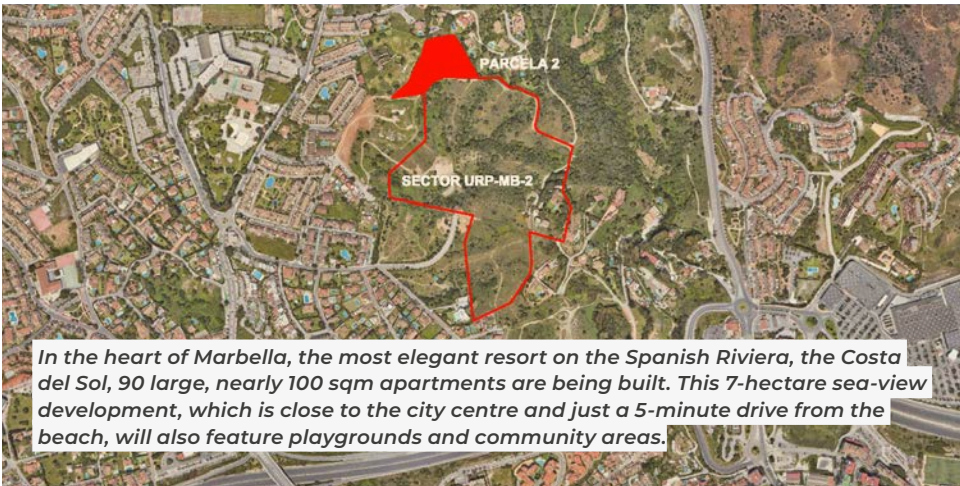 PARCELA 2
SECTOR URP-MB-2
In the heart of Marbella, the most elegant resort on the Spanish Riviera, the Costa
del Sol, 90 large, nearly 100 sqm apartments are being built. This 7-hectare sea-view
development, which is close to the city centre and just a 5-minute drive from the
beach, will also feature playgrounds and community areas.